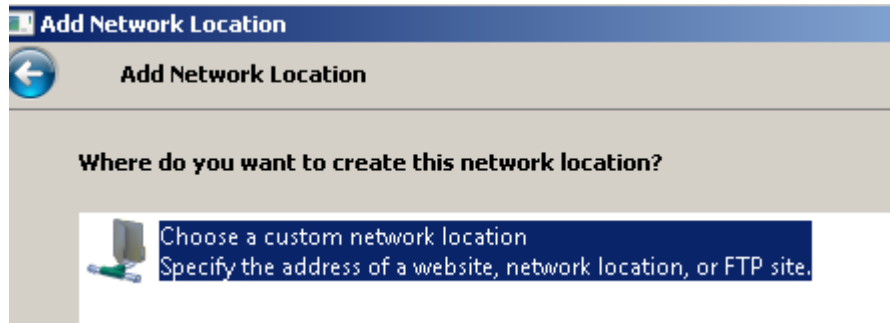 Add Network Location
Add Network Location
Where do you want to create this network location?
Choose a custom network location
Specify the address of a website, network location, or FTP site.